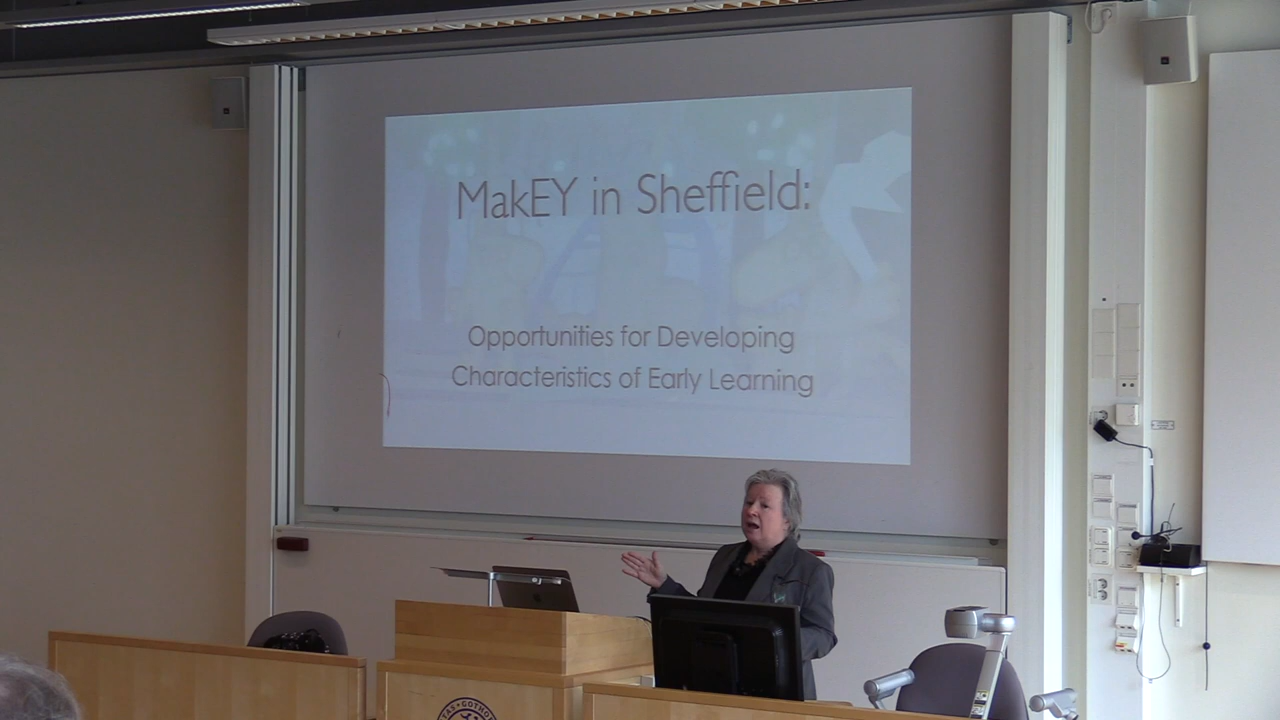 MakEY in Sheffield:
Opportunities for Developing
Characteristics of Early Learning